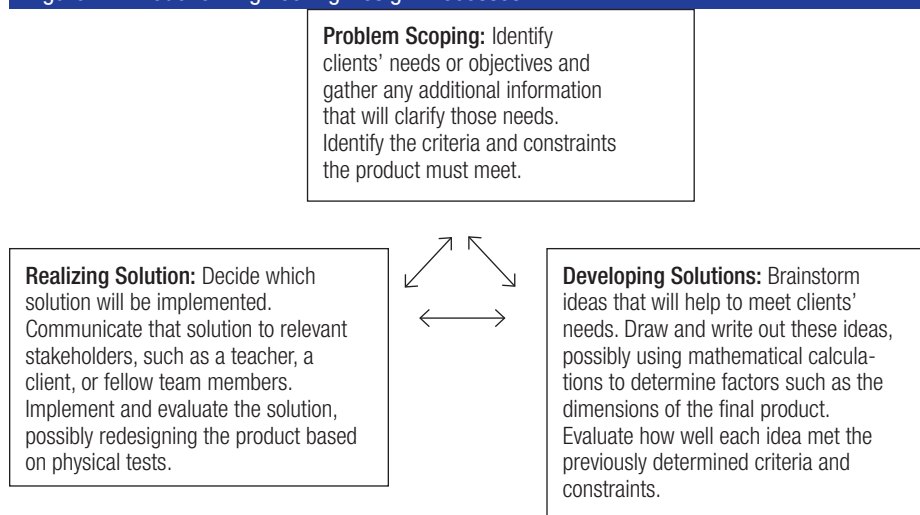 Problem Scoping: Identify
clients' needs or objectives and
gather any additional information
that will clarify those needs.
Identify the criteria and constraints
the product must meet.
Realizing Solution: Decide which
solution will be implemented.
Communicate that solution to relevant
stakeholders, such as a teacher, a
client, or fellow team members.
Implement and evaluate the solution,
possibly redesigning the product based
on physical tests.
Developing Solutions: Brainstorm
ideas that will help to meet clients'
needs. Draw and write out these ideas,
possibly using mathematical calcula-
tions to determine factors such as the
dimensions of the final product.
Evaluate how well each idea met the
previously determined criteria and
constraints.